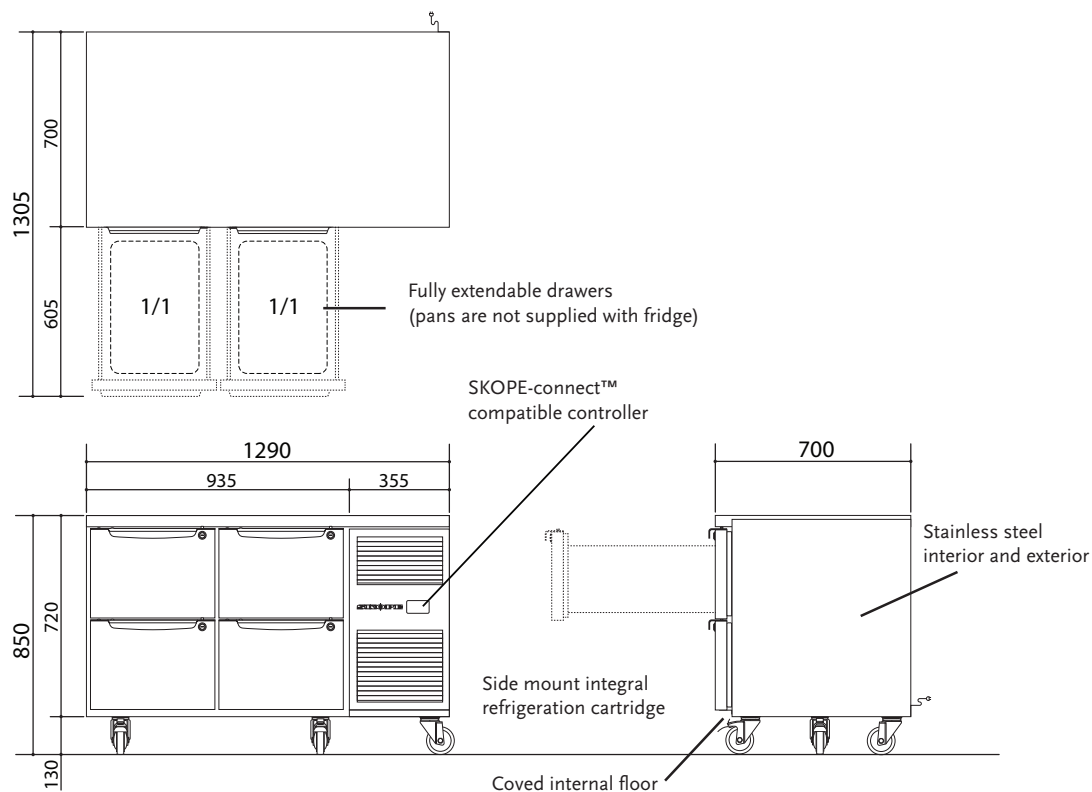 1305
700
605
1/1
1/1
Fully extendable drawers
(pans are not supplied with fridge)
SKOPE-connect™
compatible controller
1290
935
355
700
850
720
130
SKOPE
Stainless steel
interior and exterior
Side mount integral
refrigeration cartridge
Coved internal floor